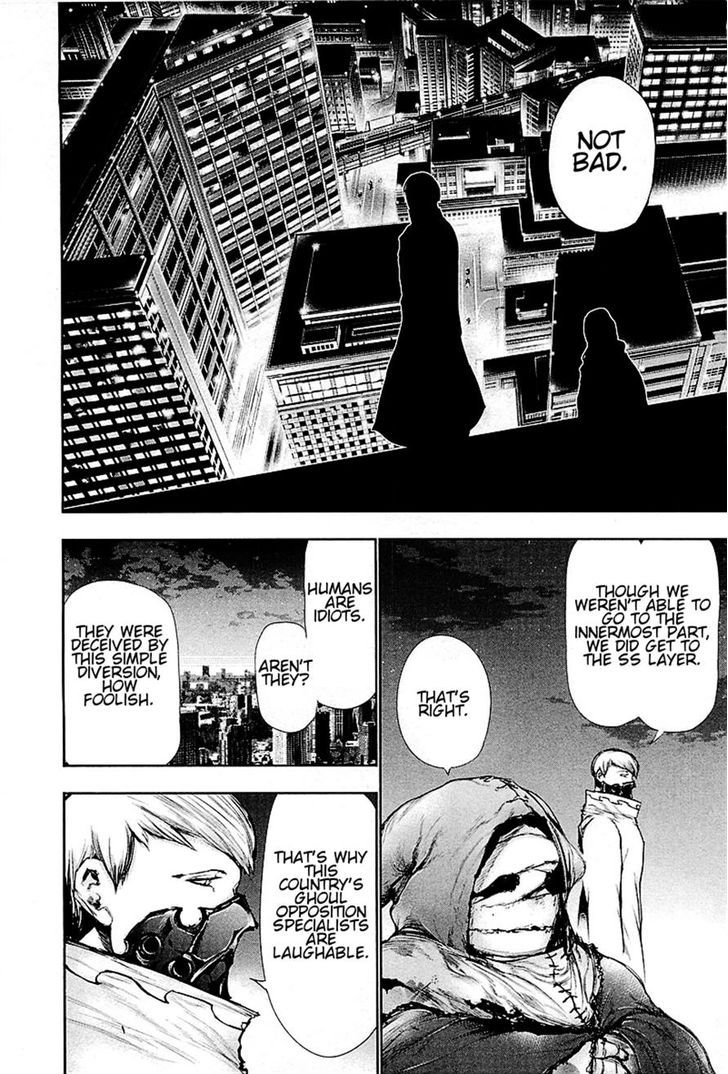 NOT
BAD.
THOUGH WE
WEREN'T ABLE TO
GO TO THE
INNERMOST PART,
WE DID GET TO
THE SS LAYER.
THAT'S
RIGHT.
HUMANS
ARE
IDIOTS.
AREN'T
THEY?
THEY WERE
DECEIVED BY
THIS SIMPLE
DIVERSION,
HOW
FOOLISH.
THAT'S WHY
THIS
COUNTRY'S
GHOUL
OPPOSITION
SPECIALISTS
ARE
LAUGHABLE.